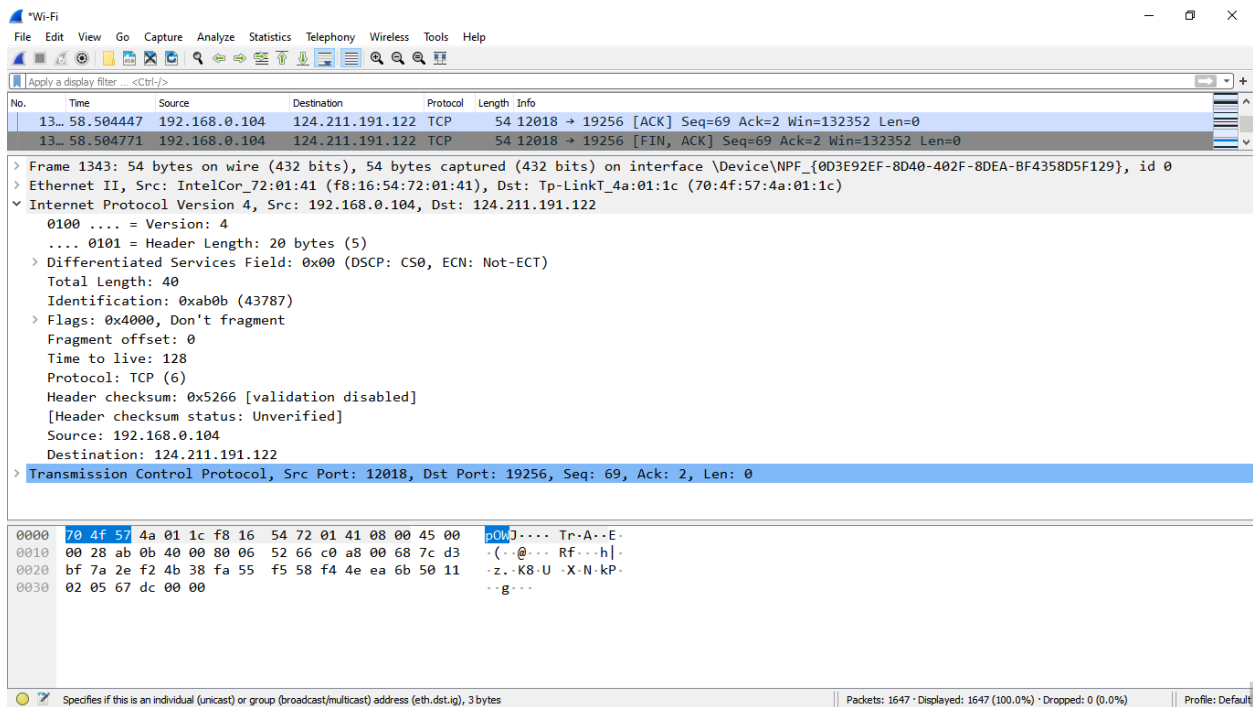 *Wi-Fi
File Edit View Go Capture Analyze Statistics Telephony Wireless Tools Help
Apply a display filter ... <Ctrl-/>
No. Time Source Destination Protocol Length Info
13… 58.504447 192.168.0.104 124.211.191.122 TCP 54 12018 → 19256 [ACK] Seq=69 Ack=2 Win=132352 Len=0
13… 58.504771 192.168.0.104 124.211.191.122 TCP 54 12018 → 19256 [FIN, ACK] Seq=69 Ack=2 Win=132352 Len=0
Frame 1343: 54 bytes on wire (432 bits), 54 bytes captured (432 bits) on interface \Device\NPF_{0D3E92EF-8D40-402F-8DEA-BF4358D5F129}, id 0
Ethernet II, Src: IntelCor_72:01:41 (f8:16:54:72:01:41), Dst: Tp-LinkT_4a:01:1c (70:4f:57:4a:01:1c)
Internet Protocol Version 4, Src: 192.168.0.104, Dst: 124.211.191.122
0100 .... = Version: 4
.... 0101 = Header Length: 20 bytes (5)
Differentiated Services Field: 0x00 (DSCP: CS0, ECN: Not-ECT)
Total Length: 40
Identification: 0xab0b (43787)
Flags: 0x4000, Don't fragment
Fragment offset: 0
Time to live: 128
Protocol: TCP (6)
Header checksum: 0x5266 [validation disabled]
[Header checksum status: Unverified]
Source: 192.168.0.104
Destination: 124.211.191.122
Transmission Control Protocol, Src Port: 12018, Dst Port: 19256, Seq: 69, Ack: 2, Len: 0
0000 70 4f 57 4a 01 1c f8 16 54 72 01 41 08 00 45 00 pOWJ···· Tr·A··E·
0010 00 28 ab 0b 40 00 80 06 52 66 c0 a8 00 68 7c d3 ·(··@··· Rf···h|·
0020 bf 7a 2e f2 4b 38 fa 55 f5 58 f4 4e ea 6b 50 11 ·z.·K8·U ·X·N·kP·
0030 02 05 67 dc 00 00 ··g···
Specifies if this is an individual (unicast) or group (broadcast/multicast) address (eth.dst.ig), 3 bytes Packets: 1647 · Displayed: 1647 (100.0%) · Dropped: 0 (0.0%) Profile: Default